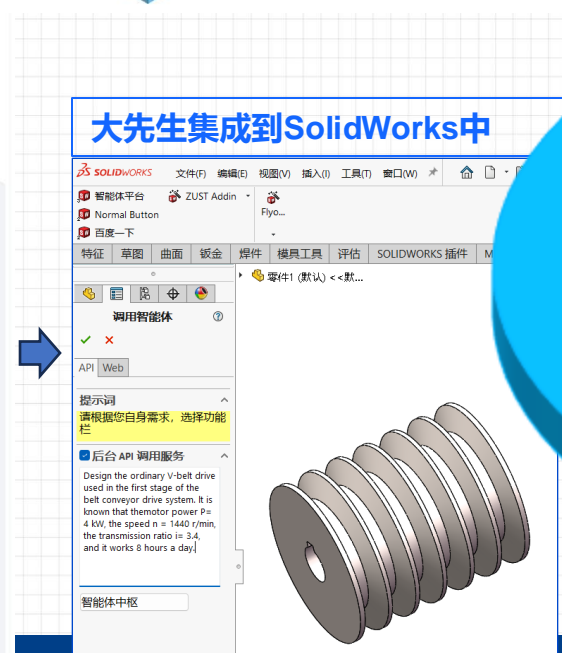 大先生集成到SolidWorks中
SOLIDWORKS 文件(F) 编辑(E) 视图(V) 插入(I) 工具(T) 窗口(W)
智能体平台 ZUST Addin Flyo...
Normal Button
百度一下
特征 草图 曲面 钣金 焊件 模具工具 评估 SOLIDWORKS 插件 M
零件1 (默认) <<默...
调用智能体
API Web
提示词
请根据您自身需求，选择功能
栏
后台 API 调用服务
Design the ordinary V-belt drive
used in the first stage of the
belt conveyor drive system. It is
known that themotor power P=
4 kW, the speed n = 1440 r/min,
the transmission ratio i= 3.4,
and it works 8 hours a day.
智能体中枢